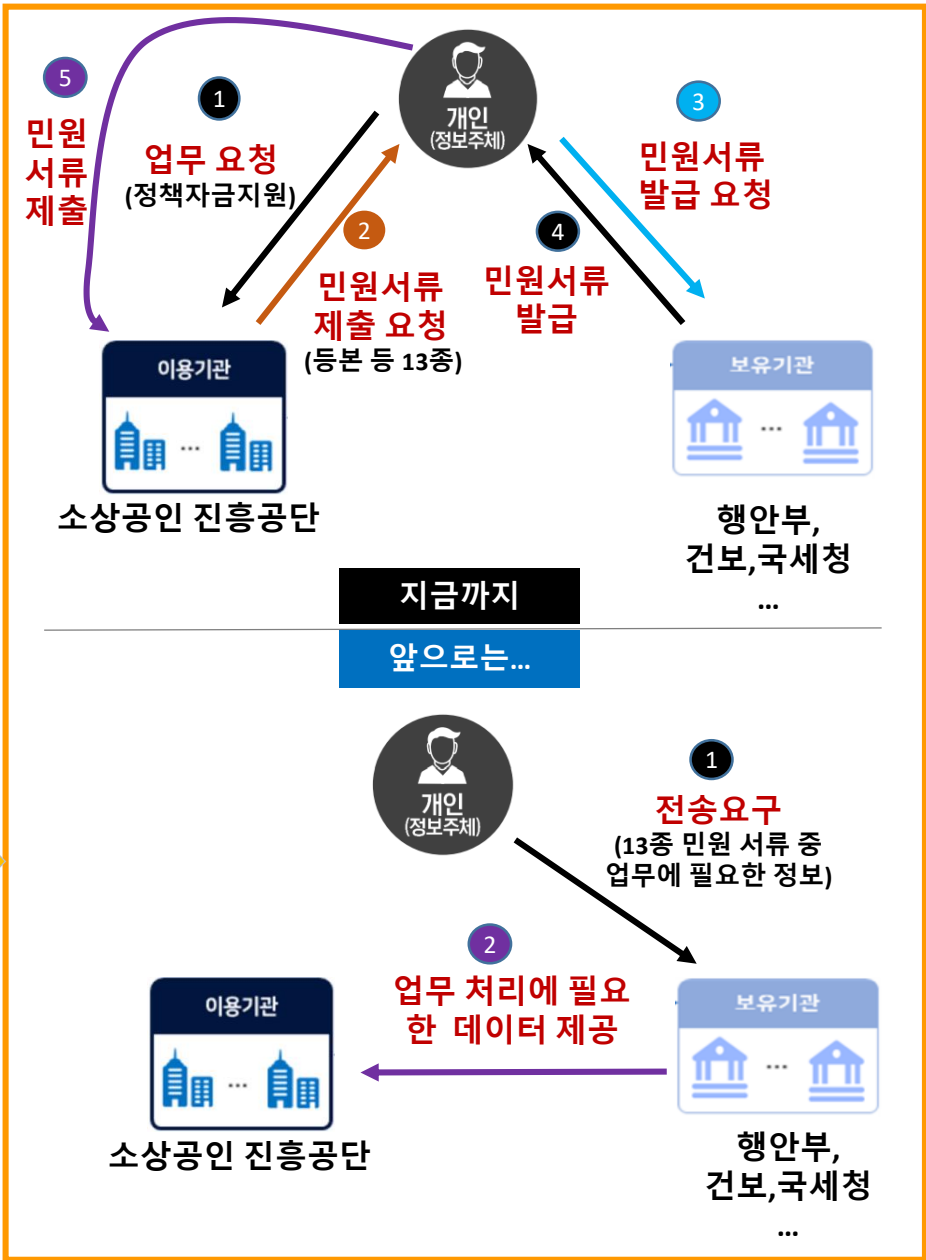 5
민원
서류
제출
1
업무 요청
(정책자금지원)
개인
(정보주체)
3
민원서류
발급 요청
2
민원서류
제출 요청
(등본 등 13종)
4
민원서류
발급
이용기관
...
소상공인 진흥공단
보유기관
...
행안부,
건보,국세청
...
지금까지
앞으로는...
개인
(정보주체)
1
전송요구
(13종 민원 서류 중
업무에 필요한 정보)
2
업무 처리에 필요
한 데이터 제공
이용기관
...
소상공인 진흥공단
보유기관
...
행안부,
건보,국세청
...